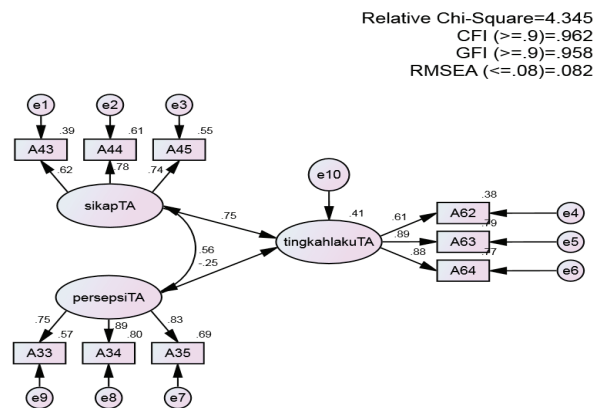 Relative Chi-Square=4.345
CFI (>=.9)=.962
GFI (>=.9)=.958
RMSEA (<=.08)=.082
e1 e2 e3
.39 .61 .55
A43 A44 A45
.62 .78 .74
e10
sikapTA
.75
.41
tingkahlakuTA
.61 A62 .38 e4
.89 A63 .79 e5
.88 A64 .77 e6
.56
-.25
persepsiTA
.75 .89 .83
.57 .80 .69
A33 A34 A35
e9 e8 e7